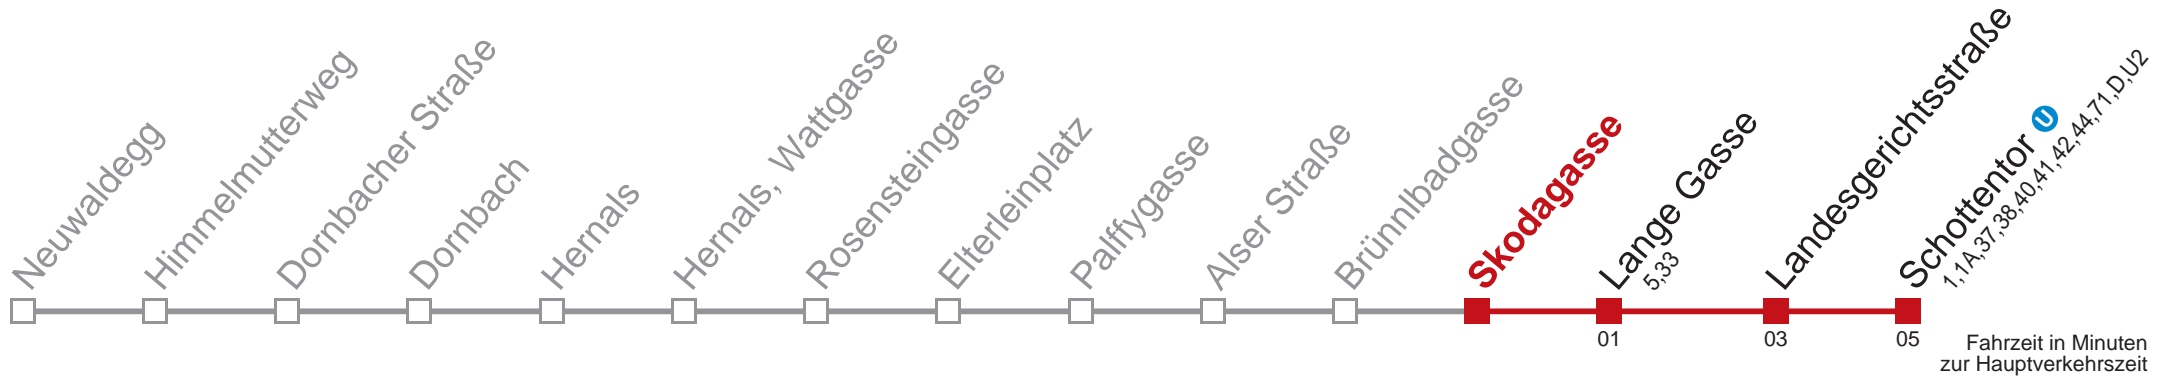 Neuwaldegg
Himmelmutterweg
Dornbacher Straße
Dornbach
Hernals
Hernals, Wattgasse
Rosensteingasse
Elterleinplatz
Palffygasse
Alser Straße
Brünnlbadgasse
Skodagasse
Lange Gasse
5,33
Landesgerichtsstraße
Schottentor U
1,1A,37,38,40,41,42,44,71,D,U2
01
03
05
Fahrzeit in Minuten
zur Hauptverkehrszeit